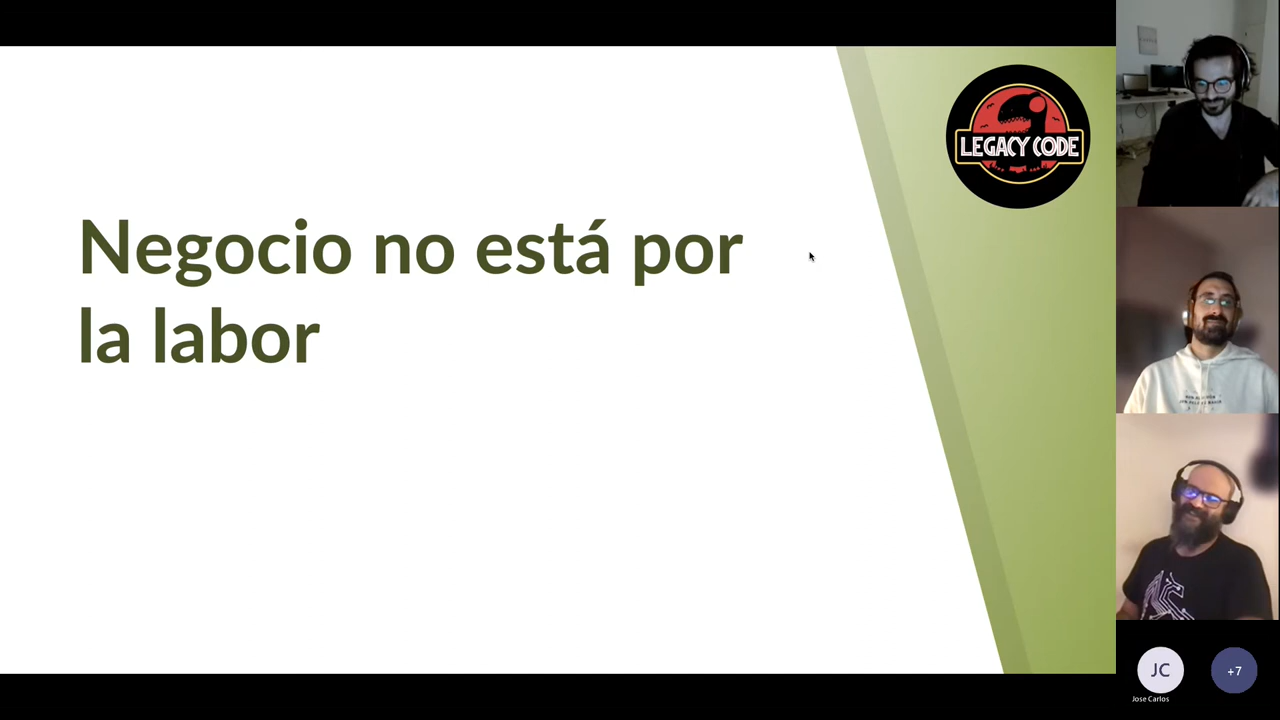 Negocio no está por
la labor
LEGACY CODE
JC
Jose Carlos
+7